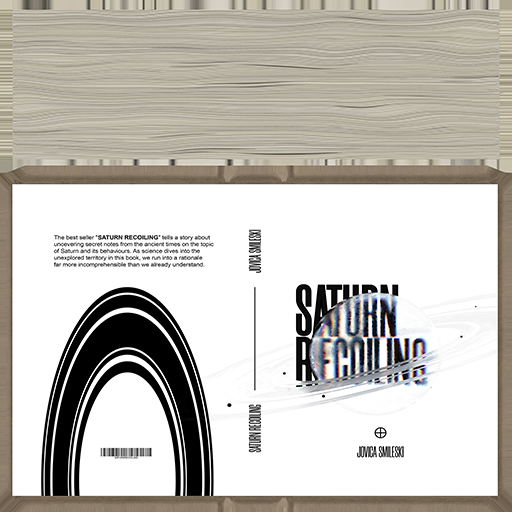 The best seller "SATURN RECOILING" tells a story about
uncovering secret notes from the ancient times on the topic
of Saturn and its behaviours. As science dives into the
unexplored territory in this book, we run into a rationale
far more incomprehensible than we already understand.
JOVICA SMILESKI
SATURN RECOILING
SATURN
RECOILING
JOVICA SMILESKI